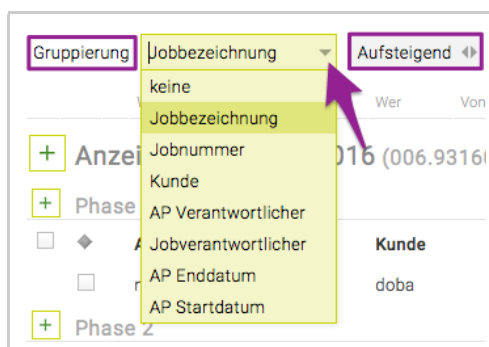 Gruppierung Jobbezeichnung Aufsteigend
keine
Wer Von
Jobbezeichnung
Anzei 016 (006.9316
Jobnummer
Kunde
Phase
AP Verantwortlicher
Jobverantwortlicher Kunde
AP Enddatum doba
AP Startdatum
Phase 2